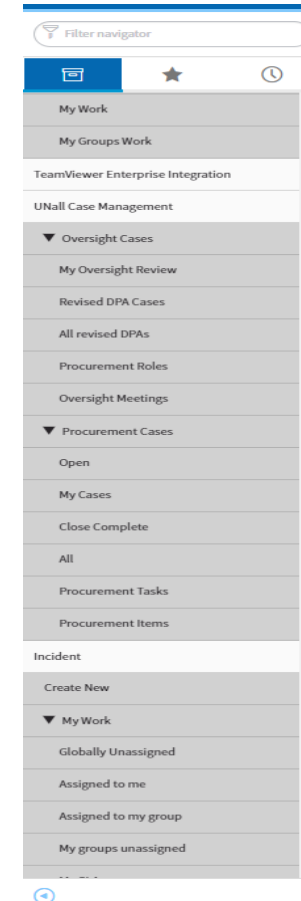 Filter navigator
My Work
My Groups Work
TeamViewer Enterprise Integration
UNall Case Management
Oversight Cases
My Oversight Review
Revised DPA Cases
All revised DPAs
Procurement Roles
Oversight Meetings
Procurement Cases
Open
My Cases
Close Complete
All
Procurement Tasks
Procurement Items
Incident
Create New
My Work
Globally Unassigned
Assigned to me
Assigned to my group
My groups unassigned